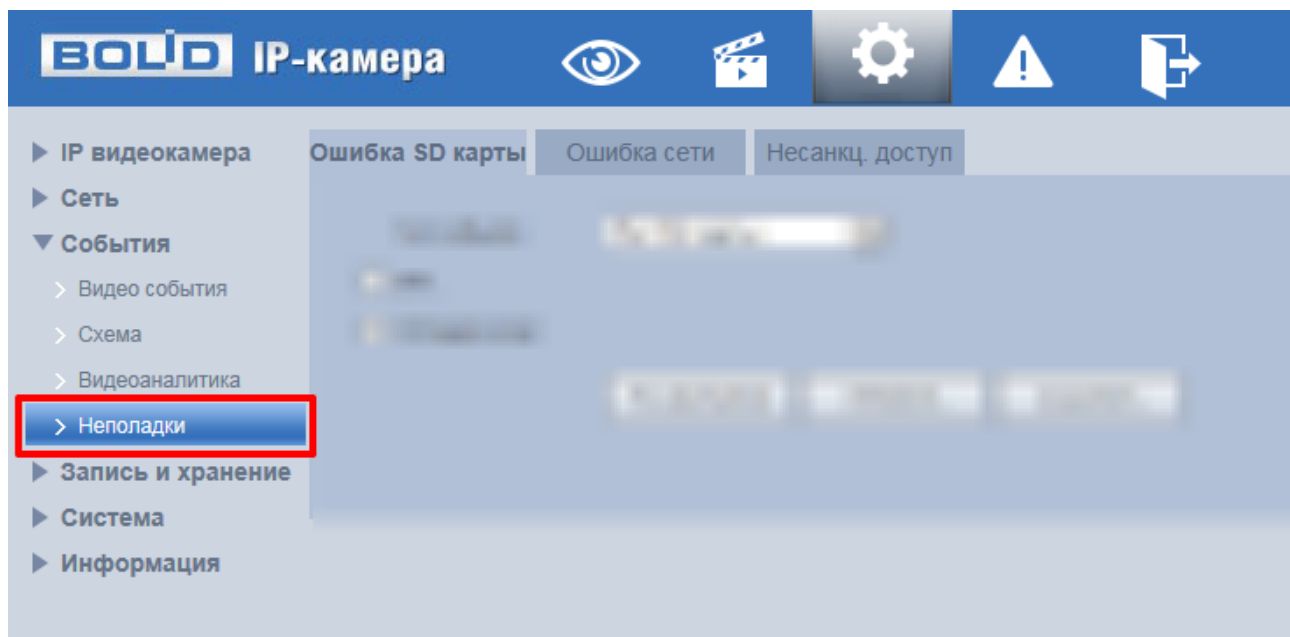 BOLID IP-камера
IP видеокамера
Сеть
События
Видео события
Схема
Видеоаналитика
Неполадки
Запись и хранение
Система
Информация
Ошибка SD карты
Ошибка сети
Несанкц. доступ